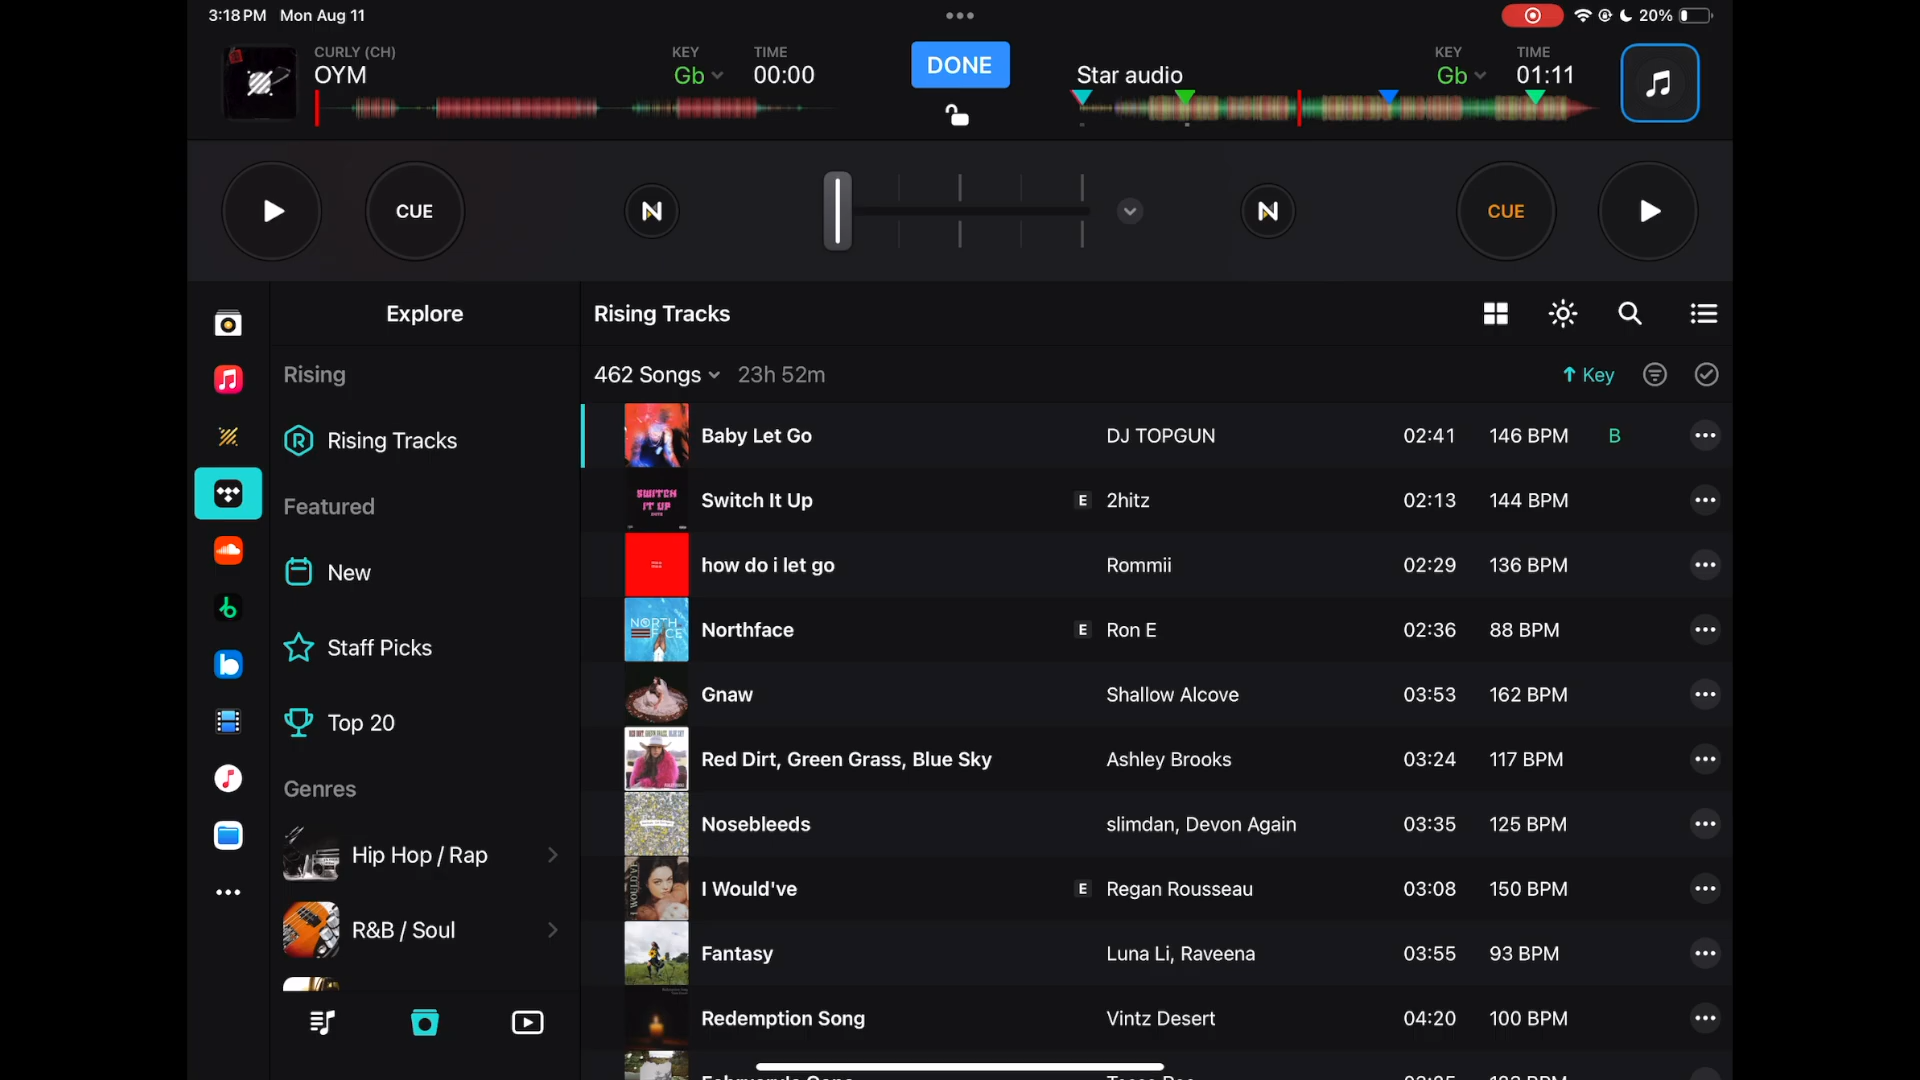 3:18 PM Mon Aug 11
20%
CURLY (CH)
OYM
KEY
Gb
TIME
00:00
DONE
Star audio
KEY
Gb
TIME
01:11
CUE
CUE
Explore
Rising Tracks
Rising
462 Songs 23h 52m
Key
Rising Tracks
Featured
New
Staff Picks
Top 20
Genres
Hip Hop / Rap
R&B / Soul
Baby Let Go DJ TOPGUN 02:41 146 BPM B
SWITCH IT UP
Switch It Up E 2hitz 02:13 144 BPM
how do i let go Rommii 02:29 136 BPM
NORTH FACE
Northface E Ron E 02:36 88 BPM
Gnaw Shallow Alcove 03:53 162 BPM
Red Dirt, Green Grass, Blue Sky Ashley Brooks 03:24 117 BPM
Nosebleeds slimdan, Devon Again 03:35 125 BPM
I Would've E Regan Rousseau 03:08 150 BPM
Fantasy Luna Li, Raveena 03:55 93 BPM
Redemption Song Vintz Desert 04:20 100 BPM